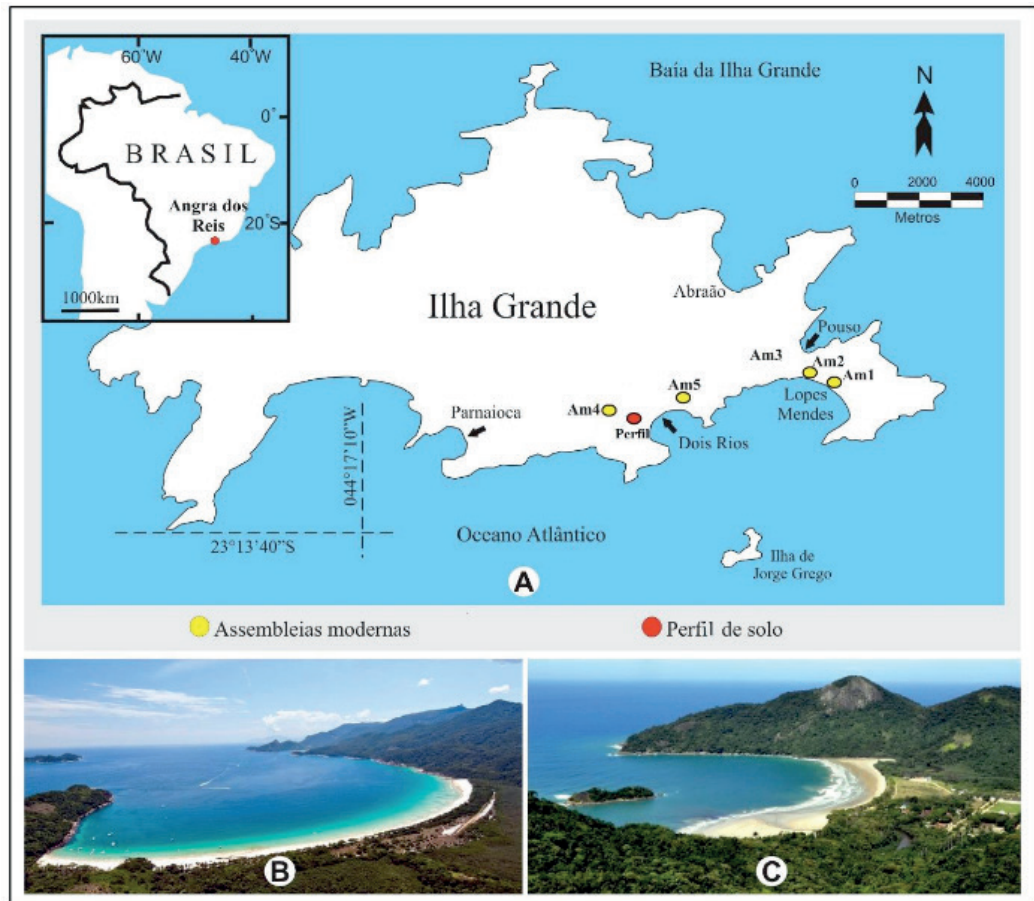 60˚W
40˚W
0˚
BRASIL
Angra dos
Reis
20˚S
1000km
Baía da Ilha Grande
N
0 2000 4000
Metros
Abraão
Ilha Grande
Pouso
Am3
Am2
Am1
Am5
Lopes
Mendes
Am4
Parnaioca
Perfil
Dois Rios
044°17'10”W
23°13’40”S
Oceano Atlântico
Ilha de
Jorge Grego
A
Assembleias modernas
Perfil de solo
B
C